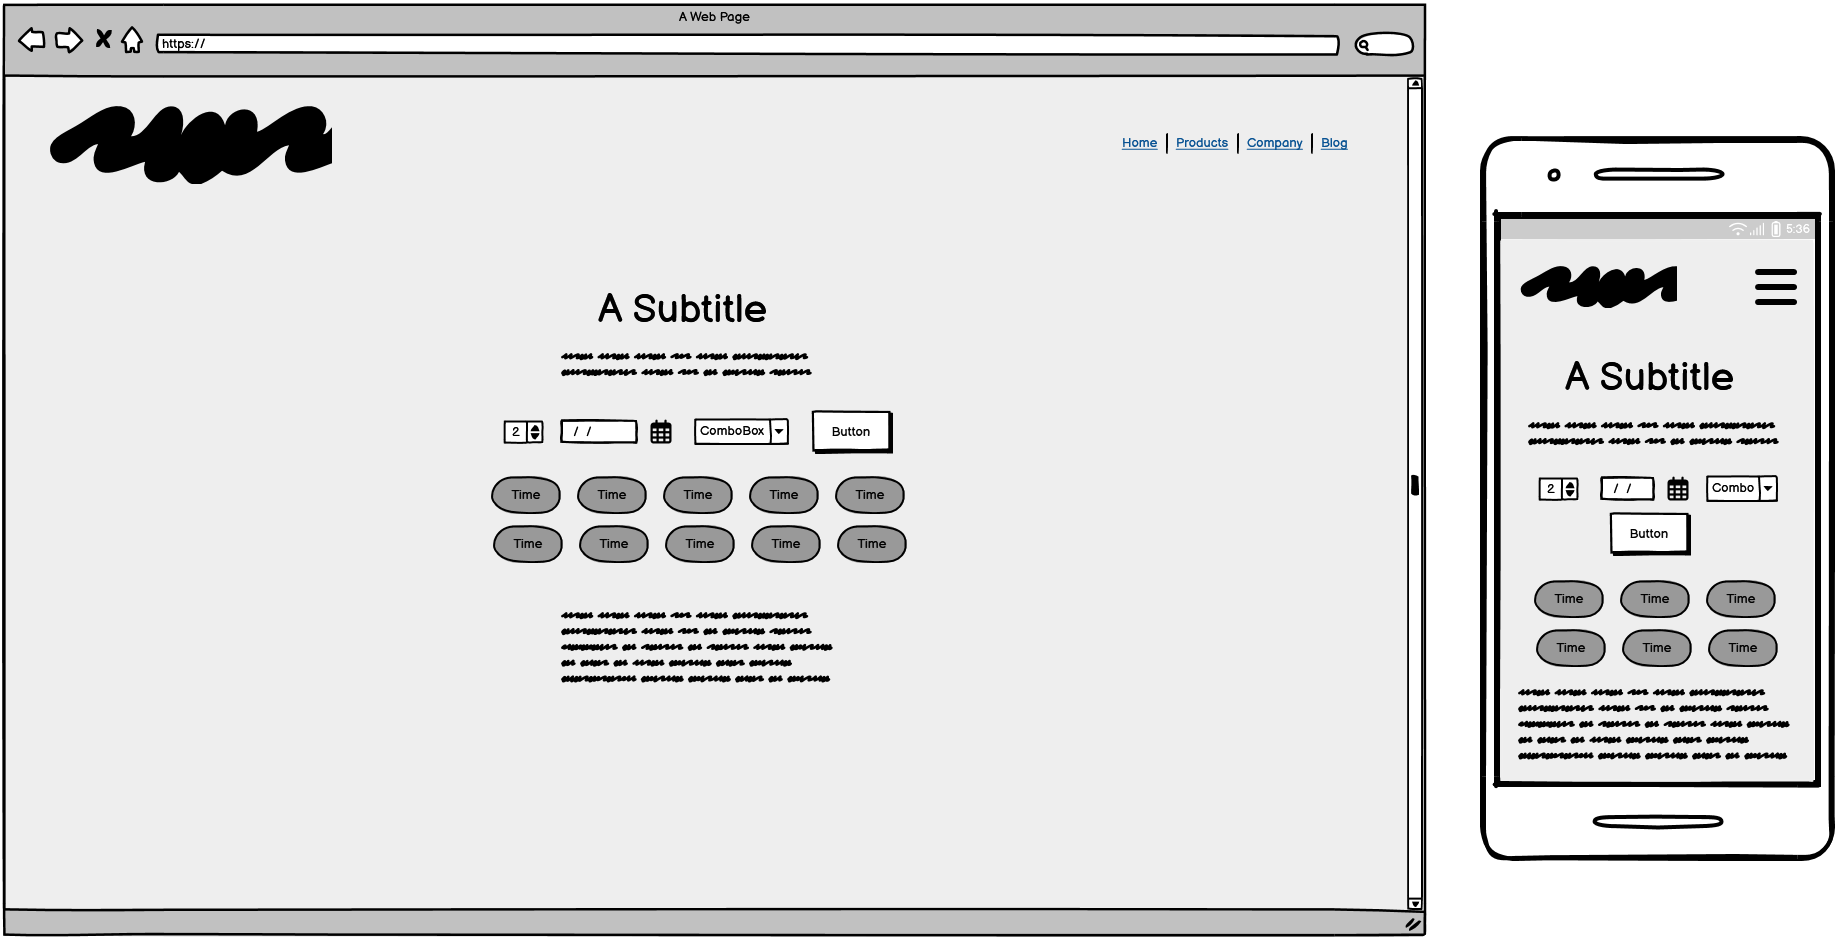 A Web Page
https://
Home Products Company Blog
A Subtitle
2 / / ComboBox Button
Time Time Time Time Time
Time Time Time Time Time
5:36
A Subtitle
2 / / Combo
Button
Time Time Time
Time Time Time